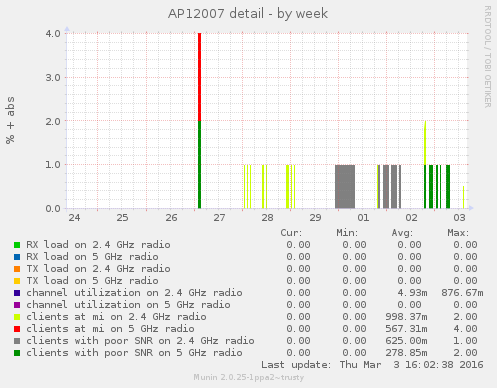 AP12007 detail - by week
RRDTOOL / TOBI OETIKER
% + abs
4.0
3.0
2.0
1.0
0.0
24 25 26 27 28 29 01 02 03
Cur: Min: Avg: Max:
RX load on 2.4 GHz radio 0.00 0.00 0.00 0.00
RX load on 5 GHz radio 0.00 0.00 0.00 0.00
TX load on 2.4 GHz radio 0.00 0.00 0.00 0.00
TX load on 5 GHz radio 0.00 0.00 0.00 0.00
channel utilization on 2.4 GHz radio 0.00 0.00 4.93m 876.67m
channel utilization on 5 GHz radio 0.00 0.00 0.00 0.00
clients at mi on 2.4 GHz radio 0.00 0.00 998.37m 2.00
clients at mi on 5 GHz radio 0.00 0.00 567.31m 4.00
clients with poor SNR on 2.4 GHz radio 0.00 0.00 625.00m 1.00
clients with poor SNR on 5 GHz radio 0.00 0.00 278.85m 2.00
Last update: Thu Mar 3 16:02:38 2016
Munin 2.0.25-1ppa2~trusty